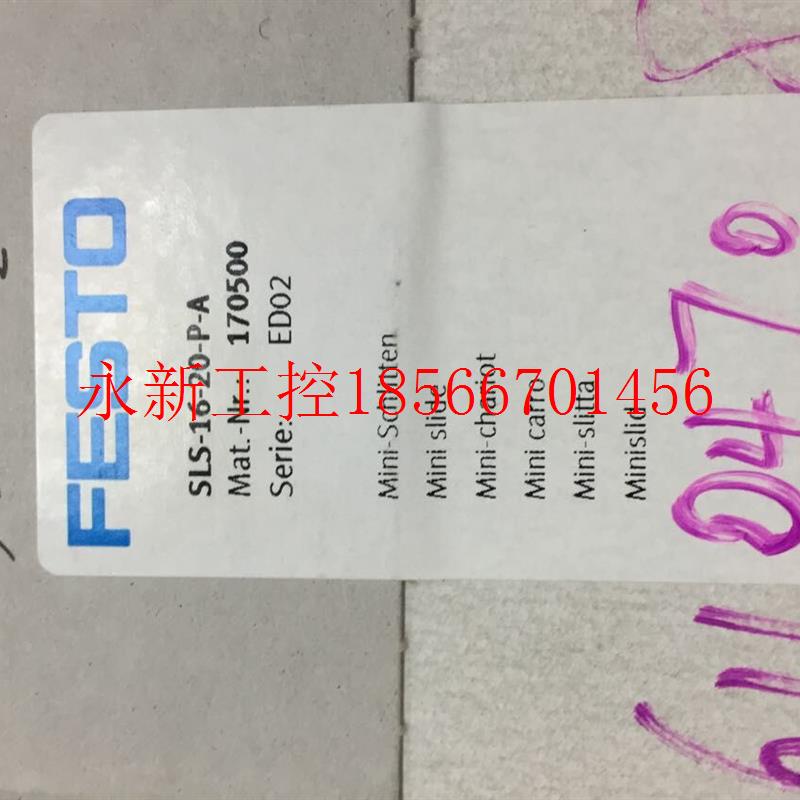 FESTO
SLS-16-20-P-A
Mat.-Nr.: 170500
Serie: ED02
Mini-Schlitten
Mini slide
Mini-chariot
Mini carro
Mini-slitta
Minislid
0470
永新工控18566701456